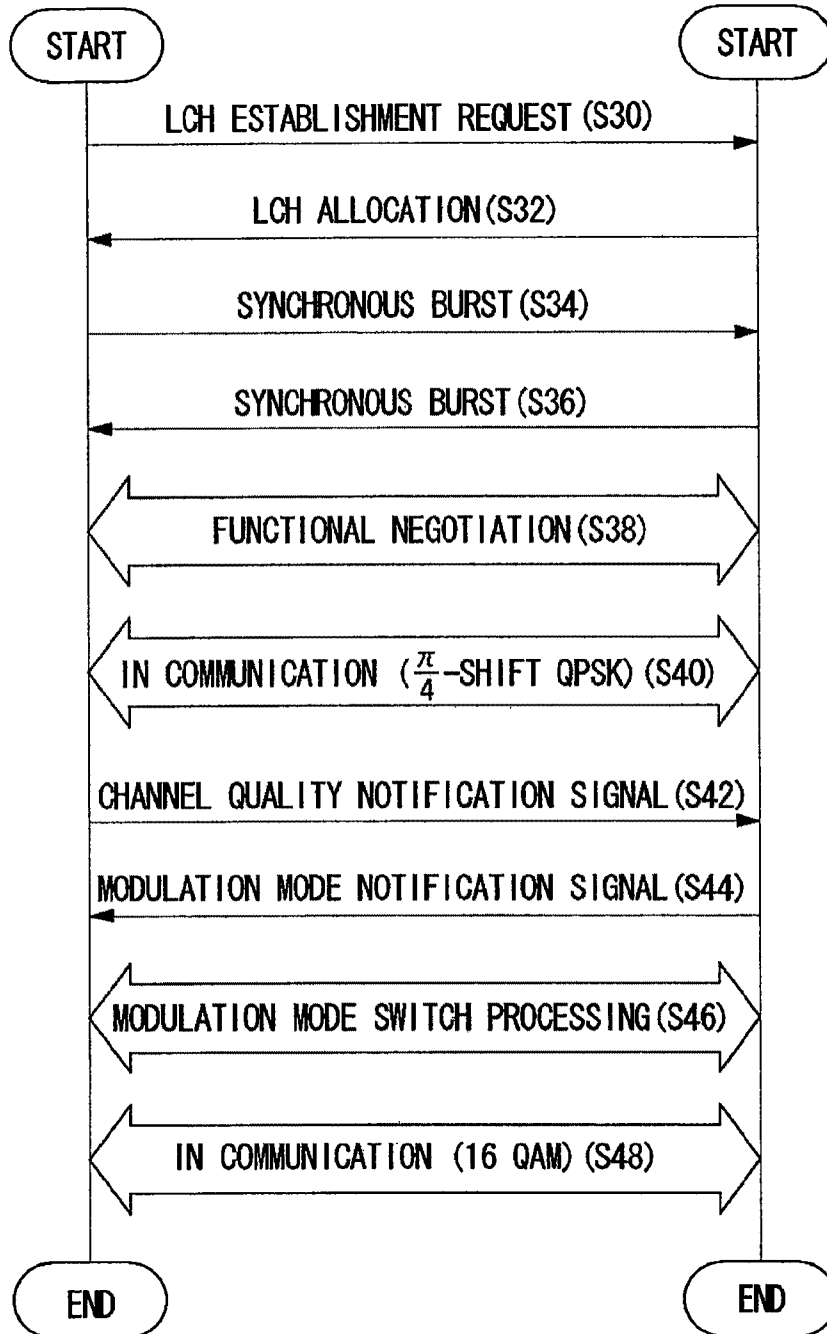 START
START
LCH ESTABLISHMENT REQUEST (S30)
LCH ALLOCATION (S32)
SYNCHRONOUS BURST (S34)
SYNCHRONOUS BURST (S36)
FUNCTIONAL NEGOTIATION (S38)
IN COMMUNICATION (π/4-SHIFT QPSK) (S40)
CHANNEL QUALITY NOTIFICATION SIGNAL (S42)
MODULATION MODE NOTIFICATION SIGNAL (S44)
MODULATION MODE SWITCH PROCESSING (S46)
IN COMMUNICATION (16 QAM) (S48)
END
END